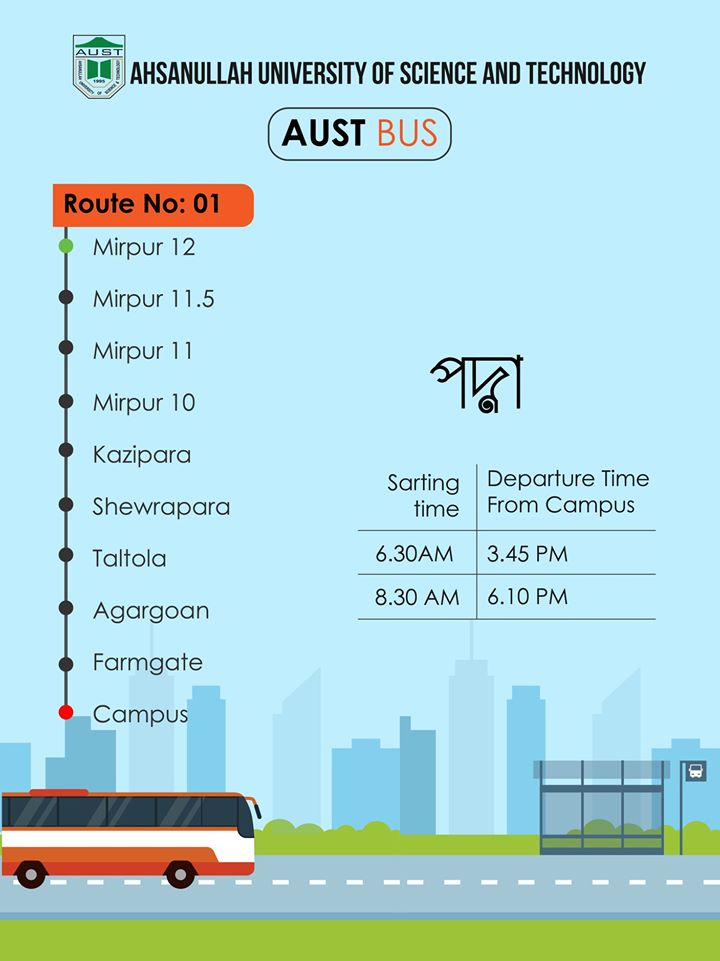 AUST
1995
AHSANULLAH UNIVERSITY OF SCIENCE AND TECHNOLOGY
AUST BUS
Route No: 01
Mirpur 12
Mirpur 11.5
Mirpur 11
Mirpur 10
Kazipara
Shewrapara
Taltola
Agargoan
Farmgate
Campus
পদ্মা
Sarting time
Departure Time From Campus
6.30AM 3.45 PM
8.30 AM 6.10 PM